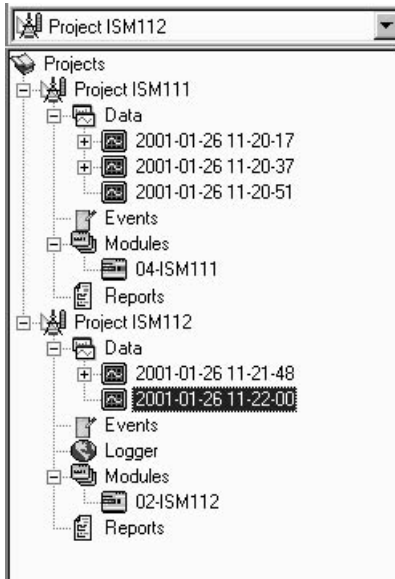 Project ISM112
Projects
Project ISM111
Data
2001-01-26 11-20-17
2001-01-26 11-20-37
2001-01-26 11-20-51
Events
Modules
04-ISM111
Reports
Project ISM112
Data
2001-01-26 11-21-48
2001-01-26 11-22-00
Events
Logger
Modules
02-ISM112
Reports